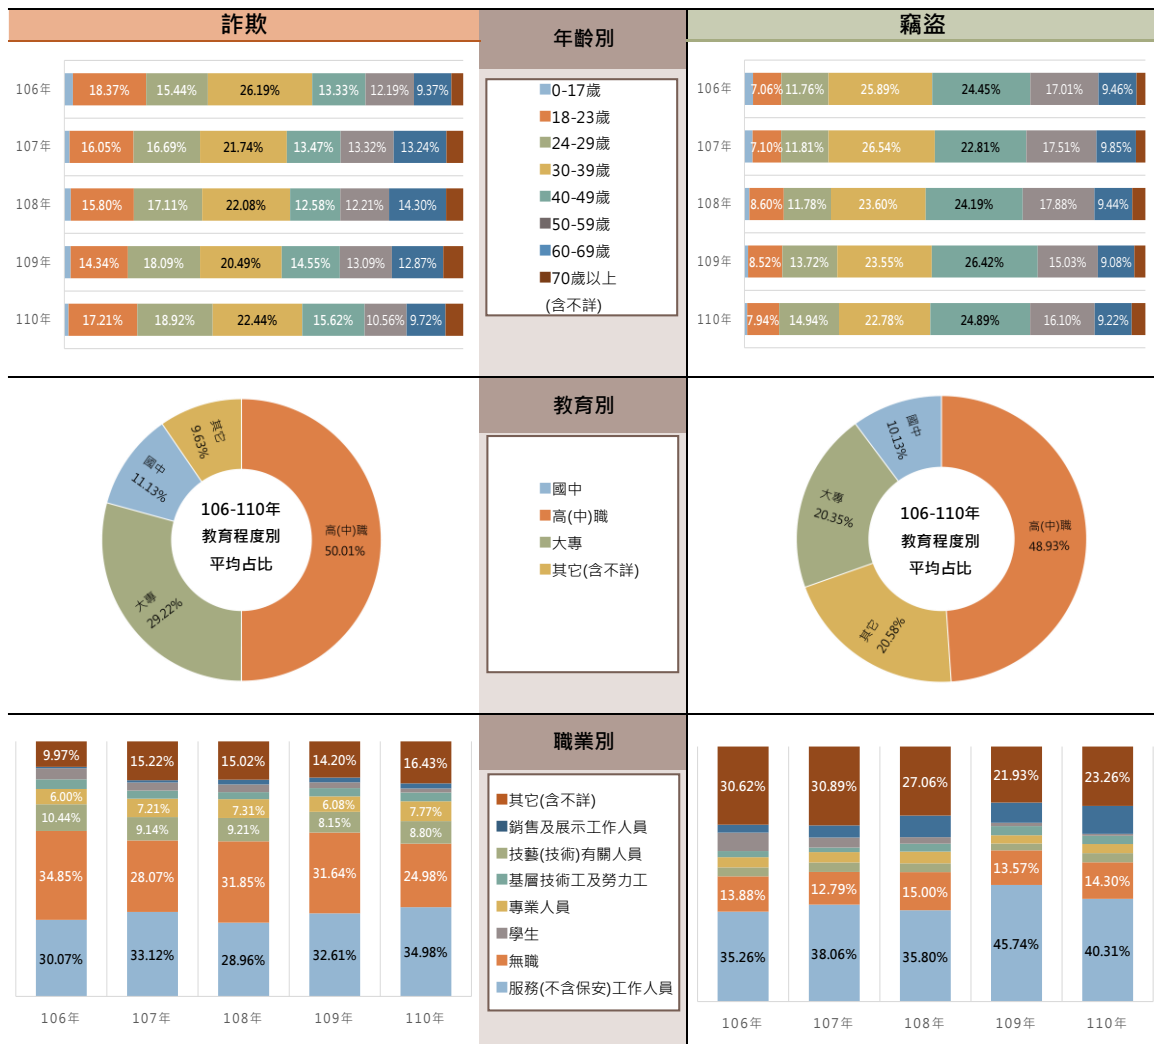 詐欺
年齡別
竊盜
106年 18.37% 15.44% 26.19% 13.33% 12.19% 9.37%
107年 16.05% 16.69% 21.74% 13.47% 13.32% 13.24%
108年 15.80% 17.11% 22.08% 12.58% 12.21% 14.30%
109年 14.34% 18.09% 20.49% 14.55% 13.09% 12.87%
110年 17.21% 18.92% 22.44% 15.62% 10.56% 9.72%
0-17歲
18-23歲
24-29歲
30-39歲
40-49歲
50-59歲
60-69歲
70歲以上
(含不詳)
106年 7.06% 11.76% 25.89% 24.45% 17.01% 9.46%
107年 7.10% 11.81% 26.54% 22.81% 17.51% 9.85%
108年 8.60% 11.78% 23.60% 24.19% 17.88% 9.44%
109年 8.52% 13.72% 23.55% 26.42% 15.03% 9.08%
110年 7.94% 14.94% 22.78% 24.89% 16.10% 9.22%
教育別
其它
9.63%
國中
11.13%
106-110年
教育程度別
平均占比
高(中)職
50.01%
大專
29.22%
國中
高(中)職
大專
其它(含不詳)
國中
10.13%
大專
20.35%
106-110年
教育程度別
平均占比
高(中)職
48.93%
其它
20.58%
職業別
9.97% 15.22% 15.02% 14.20% 16.43%
6.00% 7.21% 7.31% 6.08% 7.77%
10.44% 9.14% 9.21% 8.15% 8.80%
34.85% 28.07% 31.85% 31.64% 24.98%
30.07% 33.12% 28.96% 32.61% 34.98%
106年 107年 108年 109年 110年
其它(含不詳)
銷售及展示工作人員
技藝(技術)有關人員
基層技術工及勞力工
專業人員
學生
無職
服務(不含保安)工作人員
30.62% 30.89% 27.06% 21.93% 23.26%
13.88% 12.79% 15.00% 13.57% 14.30%
35.26% 38.06% 35.80% 45.74% 40.31%
106年 107年 108年 109年 110年